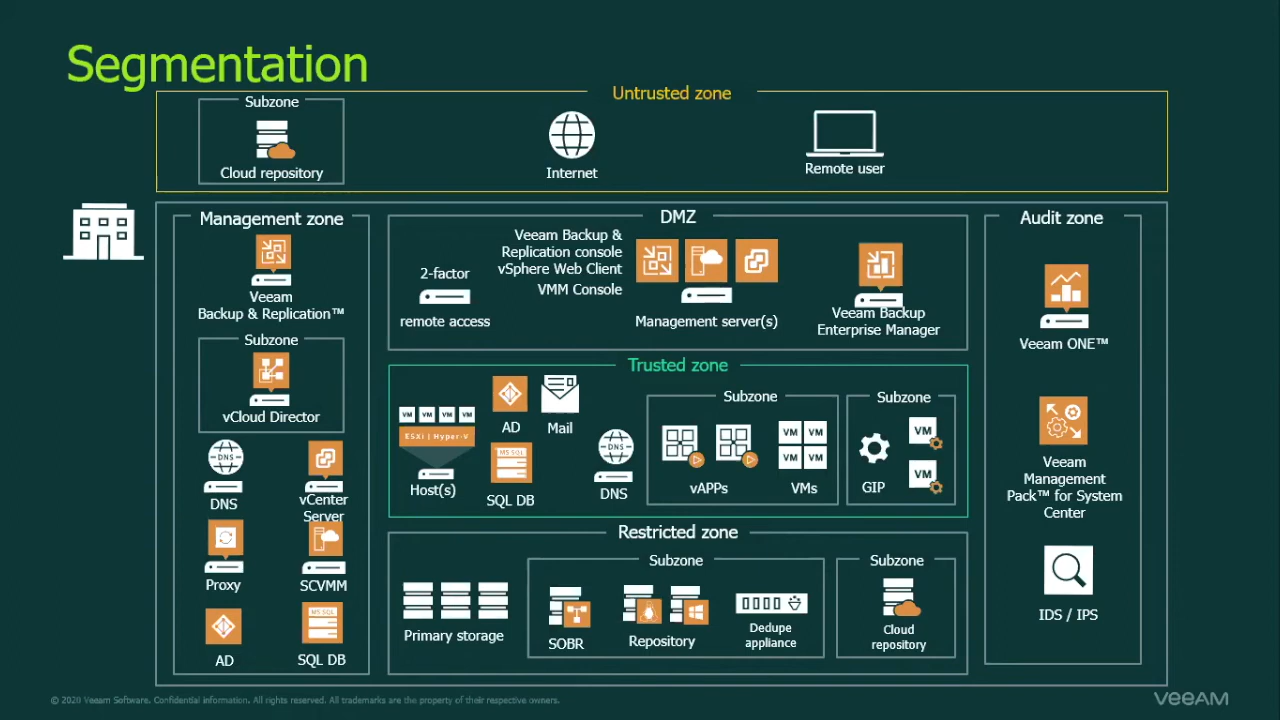 Segmentation
Untrusted zone
Subzone
Cloud repository
Internet
Remote user
Management zone
Veeam
Backup & Replication™
Subzone
vCloud Director
DNS
vCenter
Server
Proxy
SCVMM
AD
MS SQL
SQL DB
DMZ
2-factor
remote access
Veeam Backup &
Replication console
vSphere Web Client
VMM Console
Management server(s)
Veeam Backup
Enterprise Manager
Trusted zone
VM VM VM VM
ESXi | Hyper-V
Host(s)
AD
Mail
MS SQL
SQL DB
DNS
DNS
Subzone
vAPPs
VM VM
VM VM
VMs
Subzone
GIP
VM
VM
Restricted zone
Primary storage
Subzone
SOBR
Repository
Dedupe
appliance
Subzone
Cloud
repository
Audit zone
Veeam ONE™
Veeam
Management
Pack™ for System
Center
IDS / IPS
DNS
© 2020 Veeam Software. Confidential information. All rights reserved. All trademarks are the property of their respective owners.
VEEAM